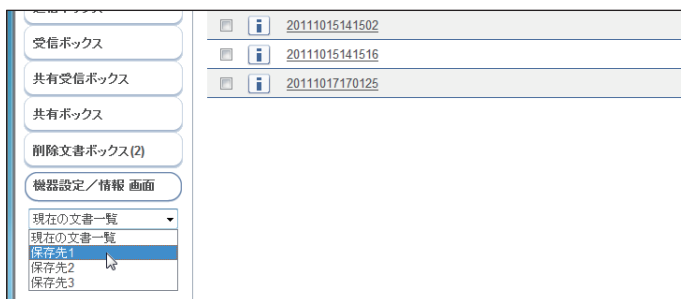 受信ボックス
共有受信ボックス
共有ボックス
削除文書ボックス(2)
機器設定／情報 画面
現在の文書一覧
現在の文書一覧
保存先1
保存先2
保存先3
20111015141502
20111015141516
20111017170125